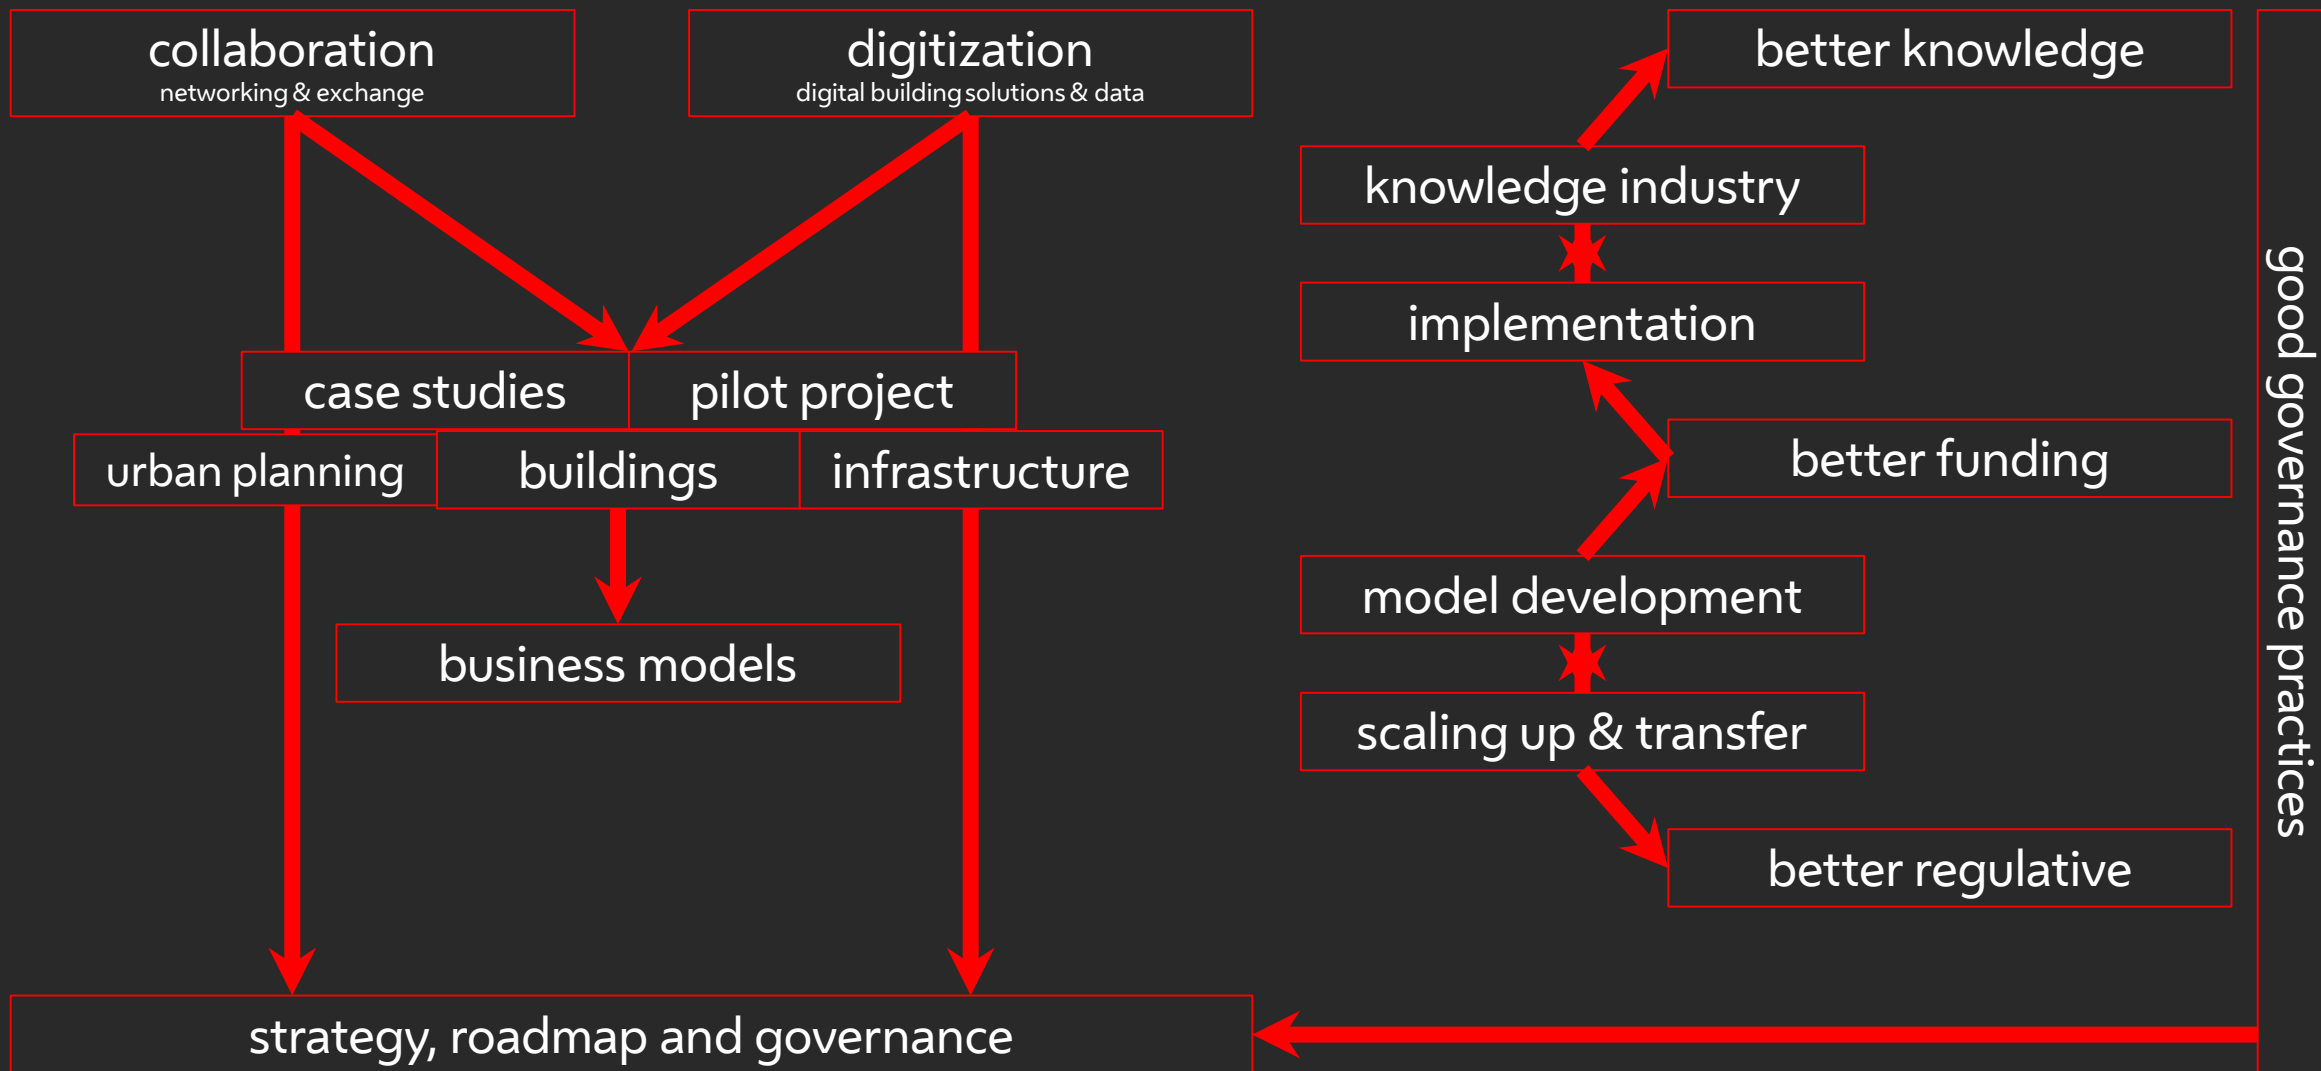 collaboration
networking & exchange
digitization
digital building solutions & data
case studies
pilot project
urban planning
buildings
infrastructure
business models
strategy, roadmap and governance
better knowledge
knowledge industry
implementation
better funding
model development
scaling up & transfer
better regulative
good governance practices